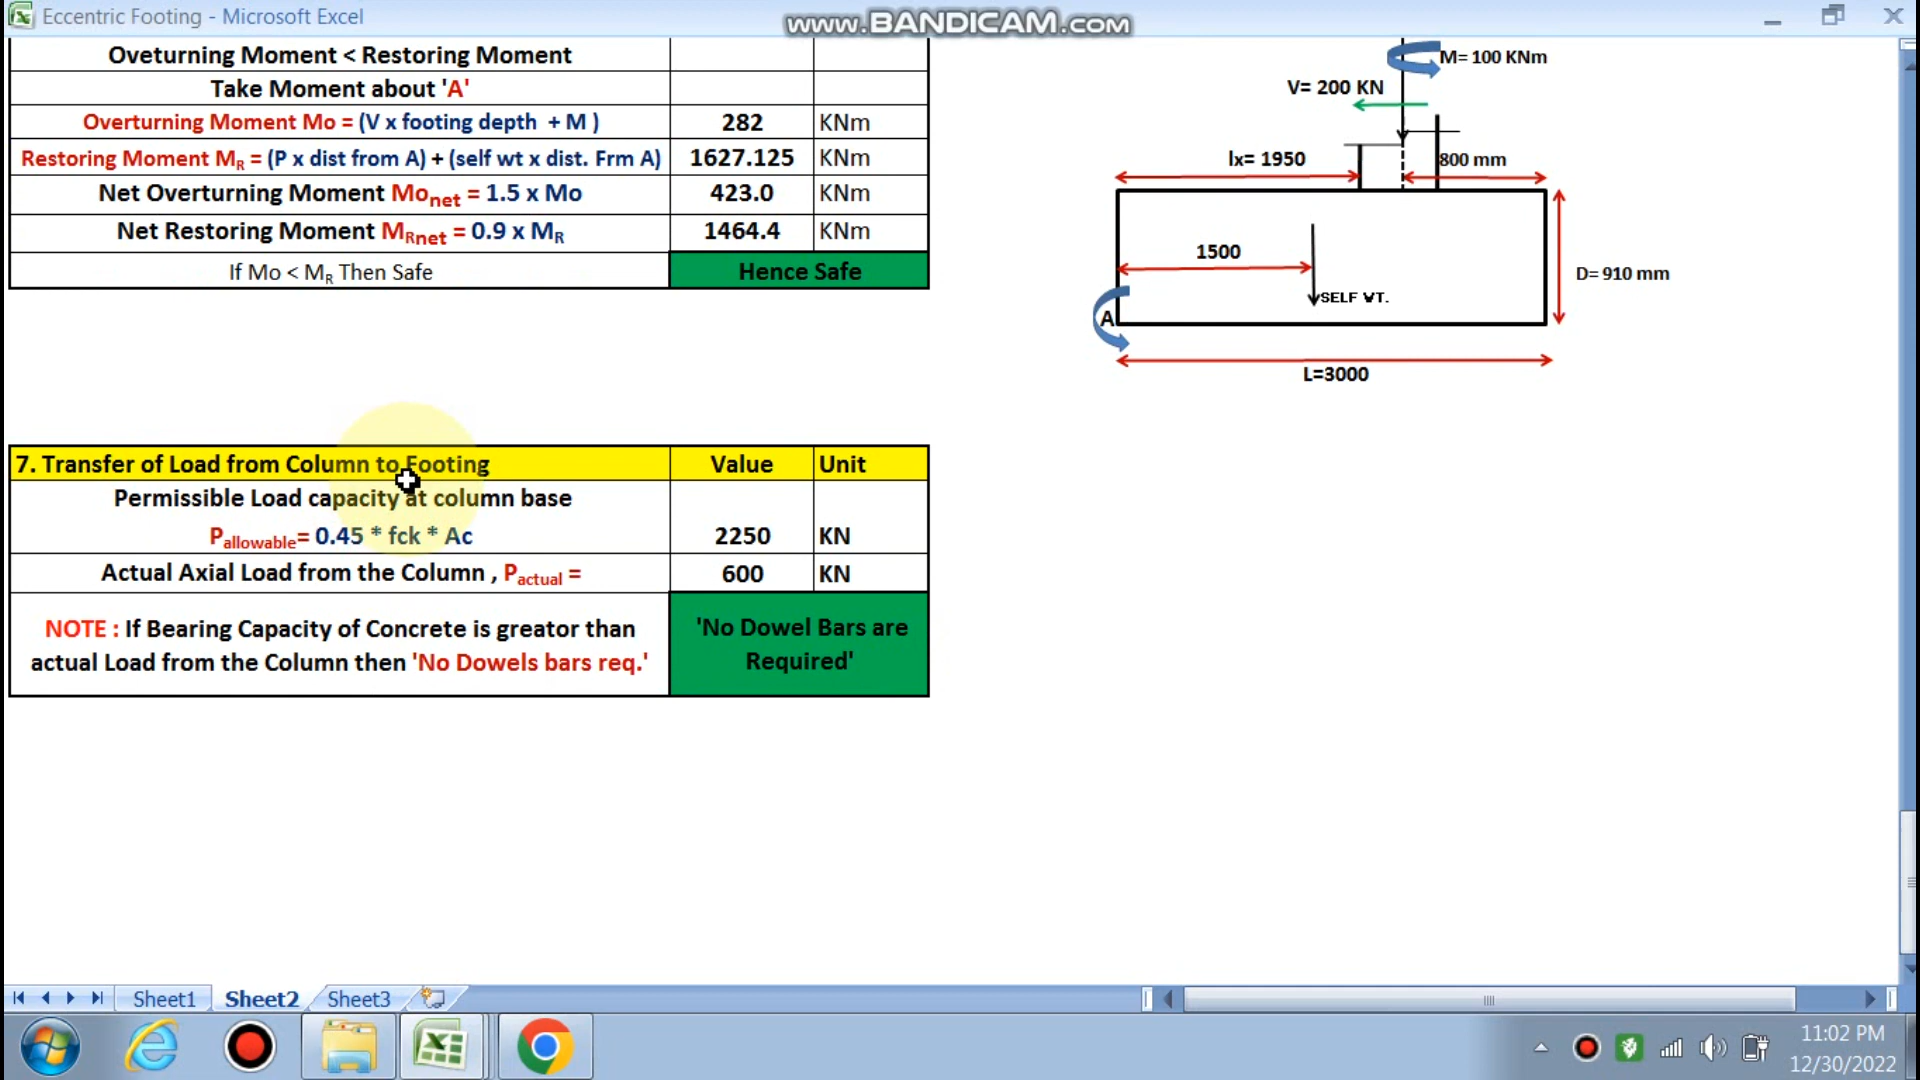 Eccentric Footing - Microsoft Excel
www.BANDICAM.com
Oveturning Moment < Restoring Moment
Take Moment about 'A'
Overturning Moment Mo = (V x footing depth + M ) 282 KNm
Restoring Moment MR = (P x dist from A) + (self wt x dist. Frm A) 1627.125 KNm
Net Overturning Moment Monet = 1.5 x Mo 423.0 KNm
Net Restoring Moment MRnet = 0.9 x MR 1464.4 KNm
If Mo < MR Then Safe Hence Safe
M= 100 KNm
V= 200 KN
lx= 1950 800 mm
1500
SELF WT.
D= 910 mm
A
L=3000
7. Transfer of Load from Column to Footing Value Unit
Permissible Load capacity at column base
Pallowable= 0.45 * fck * Ac 2250 KN
Actual Axial Load from the Column , Pactual = 600 KN
NOTE : If Bearing Capacity of Concrete is greator than
actual Load from the Column then 'No Dowels bars req.'
'No Dowel Bars are
Required'
Sheet1 Sheet2 Sheet3
11:02 PM
12/30/2022